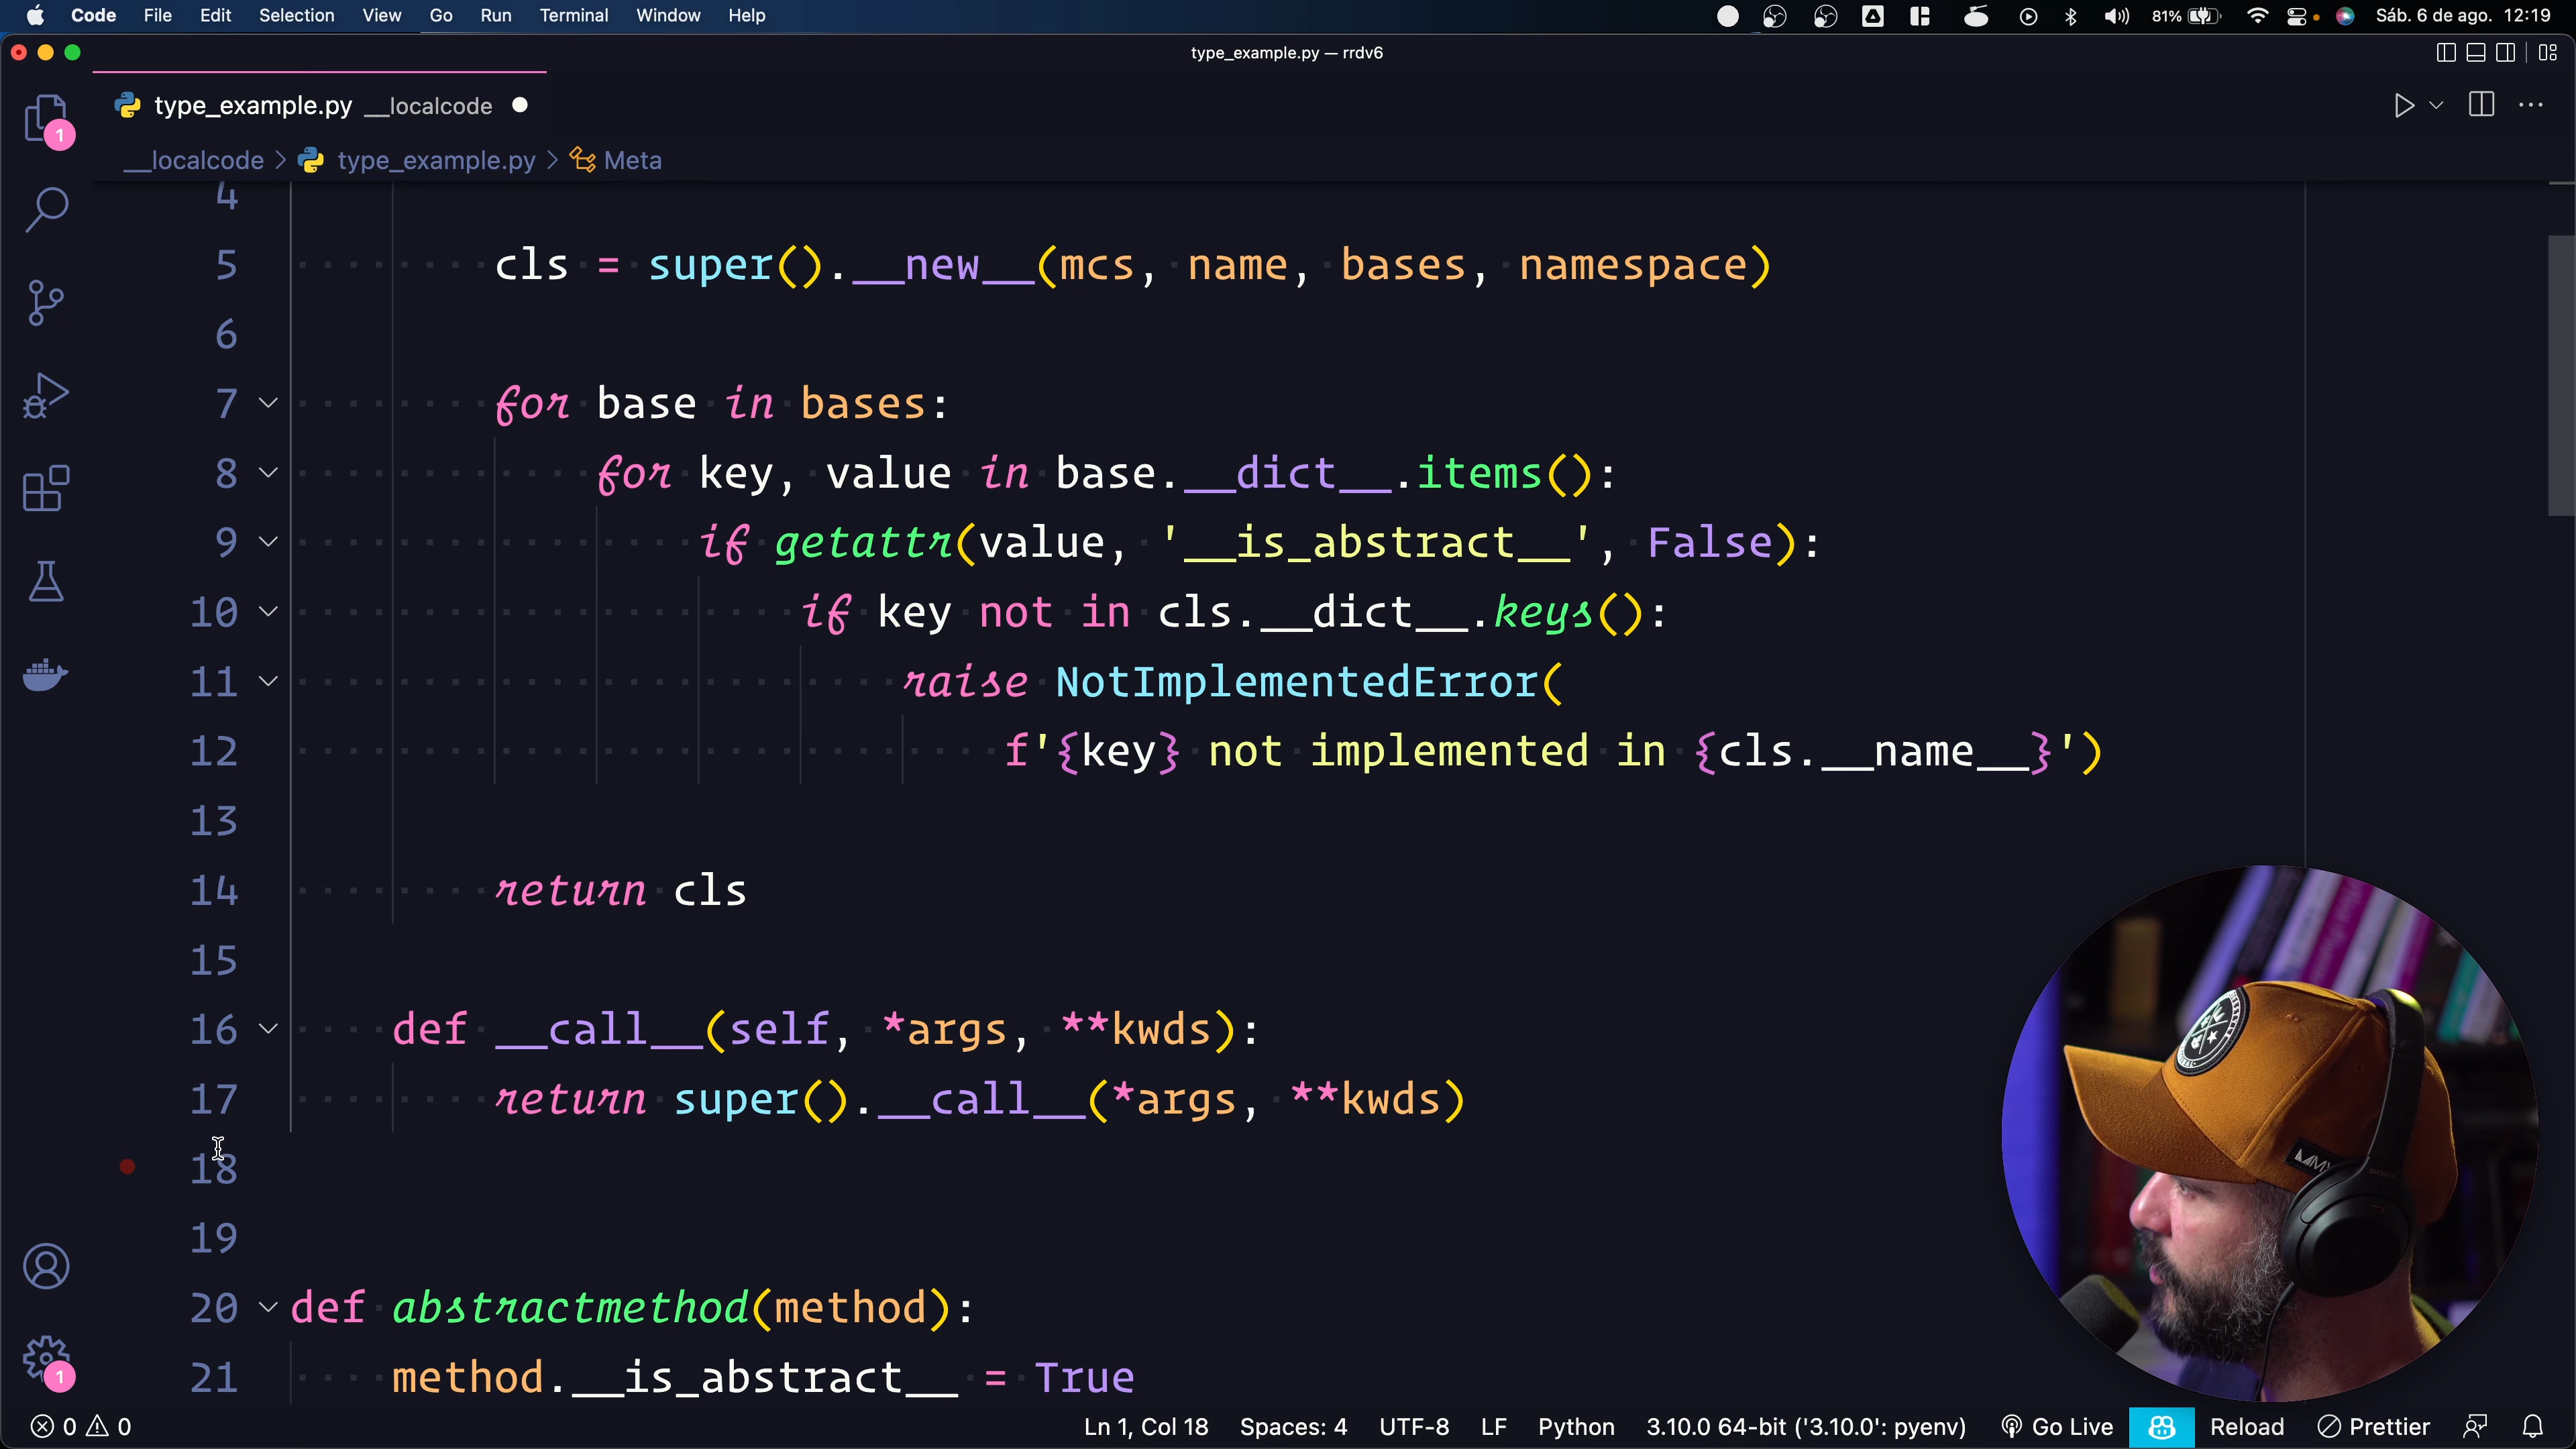 Code File Edit Selection View Go Run Terminal Window Help 81% Sáb. 6 de ago. 12:19
type_example.py — rrdv6
type_example.py __localcode
__localcode > type_example.py > Meta
4
5 cls = super().__new__(mcs, name, bases, namespace)
6
7 for base in bases:
8 for key, value in base.__dict__.items():
9 if getattr(value, '__is_abstract__', False):
10 if key not in cls.__dict__.keys():
11 raise NotImplementedError(
12 f'{key} not implemented in {cls.__name__}')
13
14 return cls
15
16 def __call__(self, *args, **kwds):
17 return super().__call__(*args, **kwds)
18
19
20 def abstractmethod(method):
21 method.__is_abstract__ = True
1
1
0 0 Ln 1, Col 18 Spaces: 4 UTF-8 LF Python 3.10.0 64-bit ('3.10.0': pyenv) Go Live Reload Prettier